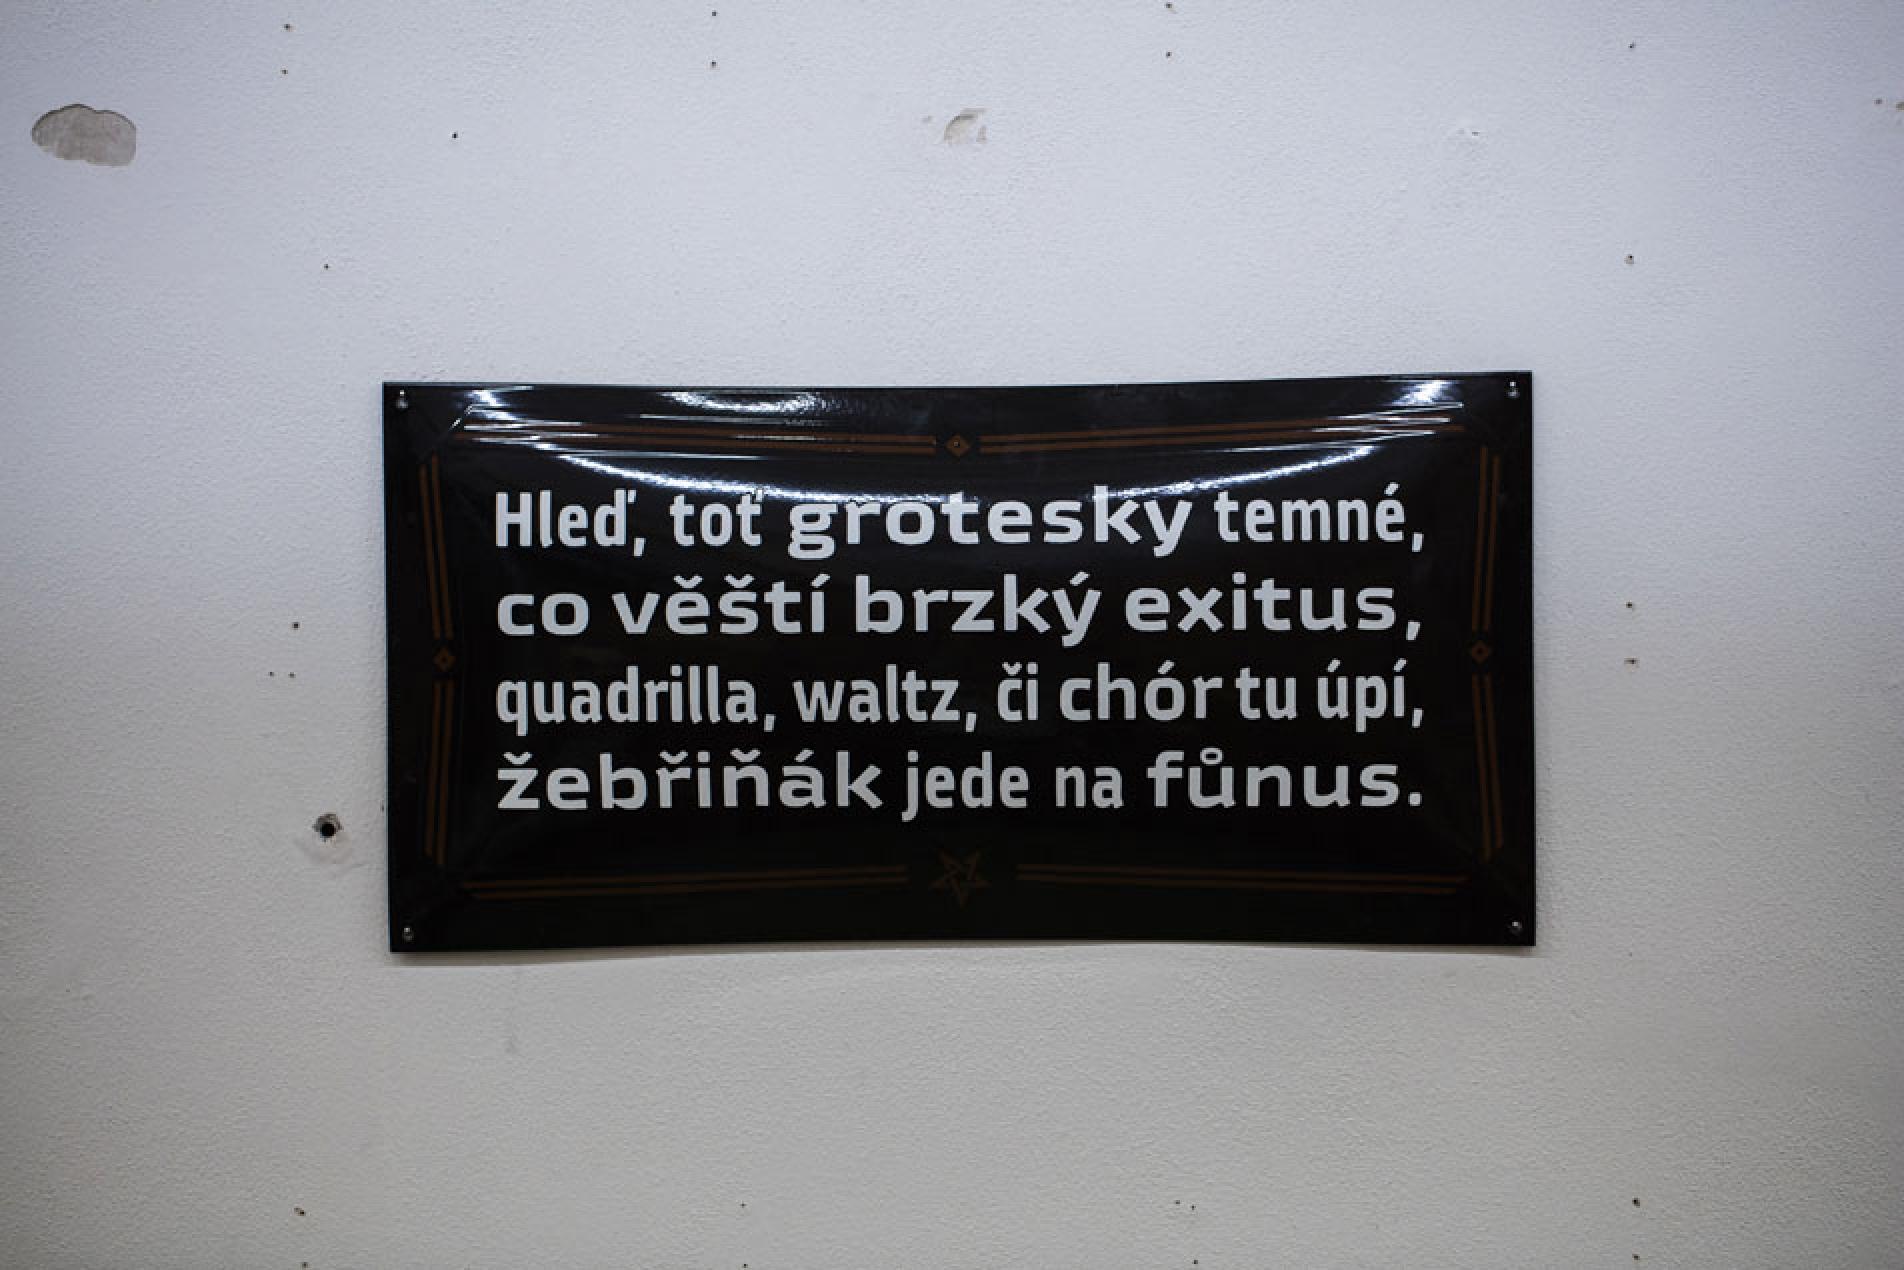 Hleď, toť grotesky temné,
co věští brzký exitus,
quadrilla, waltz, či chór tu úpí,
žebřiňák jede na fůnus.